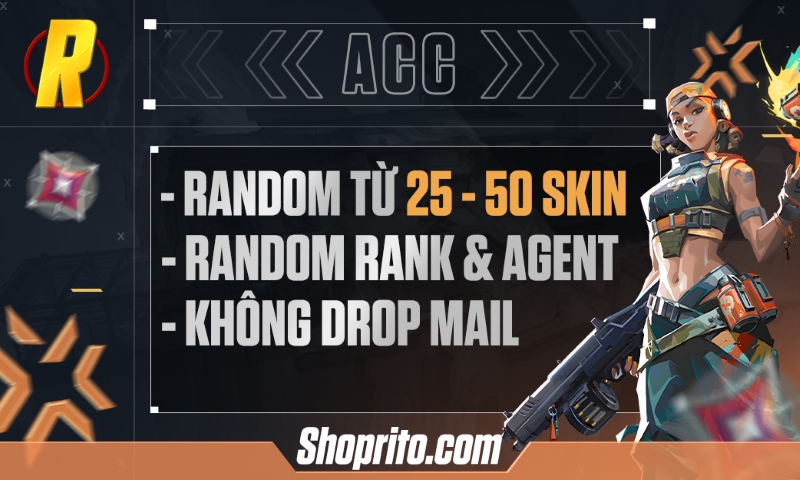 R
ACC
- RANDOM TỪ 25 - 50 SKIN
- RANDOM RANK & AGENT
- KHÔNG DROP MAIL
Shoprito.com